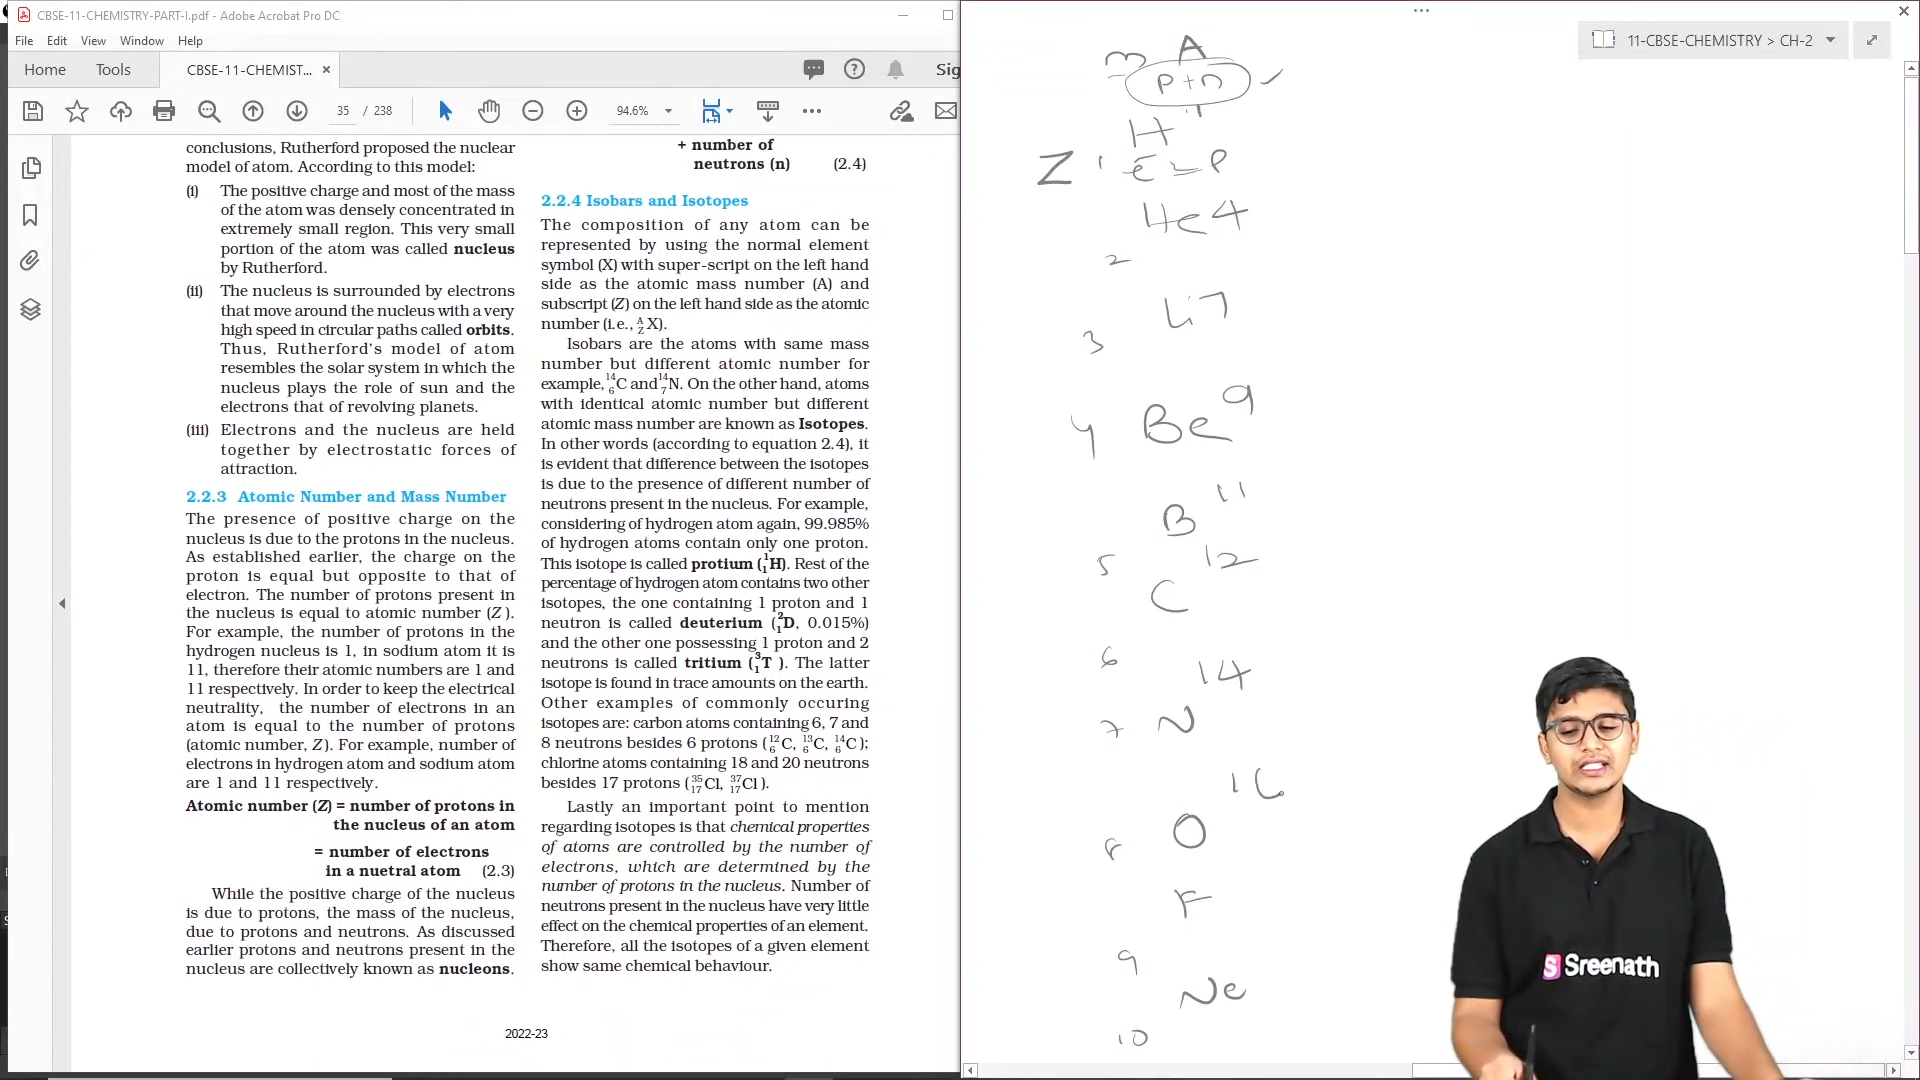 CBSE-11-CHEMISTRY-PART-I.pdf - Adobe Acrobat Pro DC
File Edit View Window Help
Home Tools CBSE-11-CHEMIST... ×
Sig
35 / 238 94.6%
conclusions, Rutherford proposed the nuclear
model of atom. According to this model:
(i) The positive charge and most of the mass
of the atom was densely concentrated in
extremely small region. This very small
portion of the atom was called nucleus
by Rutherford.
(ii) The nucleus is surrounded by electrons
that move around the nucleus with a very
high speed in circular paths called orbits.
Thus, Rutherford's model of atom
resembles the solar system in which the
nucleus plays the role of sun and the
electrons that of revolving planets.
(iii) Electrons and the nucleus are held
together by electrostatic forces of
attraction.
2.2.3 Atomic Number and Mass Number
The presence of positive charge on the
nucleus is due to the protons in the nucleus.
As established earlier, the charge on the
proton is equal but opposite to that of
electron. The number of protons present in
the nucleus is equal to atomic number (Z ).
For example, the number of protons in the
hydrogen nucleus is 1, in sodium atom it is
11, therefore their atomic numbers are 1 and
11 respectively. In order to keep the electrical
neutrality, the number of electrons in an
atom is equal to the number of protons
(atomic number, Z). For example, number of
electrons in hydrogen atom and sodium atom
are 1 and 11 respectively.
Atomic number (Z) = number of protons in
the nucleus of an atom
= number of electrons
in a nuetral atom (2.3)
While the positive charge of the nucleus
is due to protons, the mass of the nucleus,
due to protons and neutrons. As discussed
earlier protons and neutrons present in the
nucleus are collectively known as nucleons.
+ number of
neutrons (n) (2.4)
2.2.4 Isobars and Isotopes
The composition of any atom can be
represented by using the normal element
symbol (X) with super-script on the left hand
side as the atomic mass number (A) and
subscript (Z) on the left hand side as the atomic
number (i.e., ᴬ_Z X).
Isobars are the atoms with same mass
number but different atomic number for
example, ¹⁴₆C and ¹⁴₇N. On the other hand, atoms
with identical atomic number but different
atomic mass number are known as Isotopes.
In other words (according to equation 2.4), it
is evident that difference between the isotopes
is due to the presence of different number of
neutrons present in the nucleus. For example,
considering of hydrogen atom again, 99.985%
of hydrogen atoms contain only one proton.
This isotope is called protium (¹₁H). Rest of the
percentage of hydrogen atom contains two other
isotopes, the one containing 1 proton and 1
neutron is called deuterium (²₁D, 0.015%)
and the other one possessing 1 proton and 2
neutrons is called tritium (³₁T ). The latter
isotope is found in trace amounts on the earth.
Other examples of commonly occuring
isotopes are: carbon atoms containing 6, 7 and
8 neutrons besides 6 protons (¹²₆C, ¹³₆C, ¹⁴₆C);
chlorine atoms containing 18 and 20 neutrons
besides 17 protons (³⁵₁₇Cl, ³⁷₁₇Cl).
Lastly an important point to mention
regarding isotopes is that chemical properties
of atoms are controlled by the number of
electrons, which are determined by the
number of protons in the nucleus. Number of
neutrons present in the nucleus have very little
effect on the chemical properties of an element.
Therefore, all the isotopes of a given element
show same chemical behaviour.
2022-23
11-CBSE-CHEMISTRY > CH-2
m A
p+n ✓
H 1
Z 1 e = p
He 4
2
Li 7
3
Be 9
4
11
B
5 12
C
6 14
7 N
16
O
8
F
9
Ne
10
S Sreenath